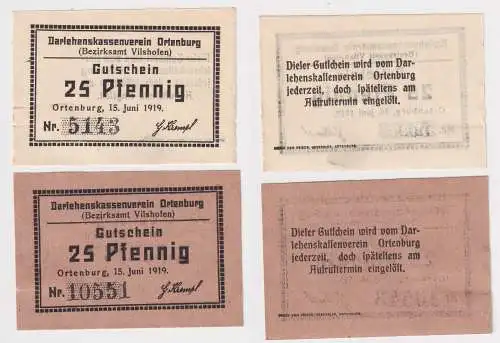 Darlehenskassenverein Ortenburg
(Bezirksamt Vilshofen)
Gutschein
25 Pfennig
Ortenburg, 15. Juni 1919.
Nr. 5143
Dieser Gutschein wird vom Dar-
lehenskassenverein Ortenburg
jederzeit, doch spätestens am
Aufruftermin eingelöst.
Darlehenskassenverein Ortenburg
(Bezirksamt Vilshofen)
Gutschein
25 Pfennig
Ortenburg, 15. Juni 1919.
Nr. 10551
Dieser Gutschein wird vom Dar-
lehenskassenverein Ortenburg
jederzeit, doch spätestens am
Aufruftermin eingelöst.